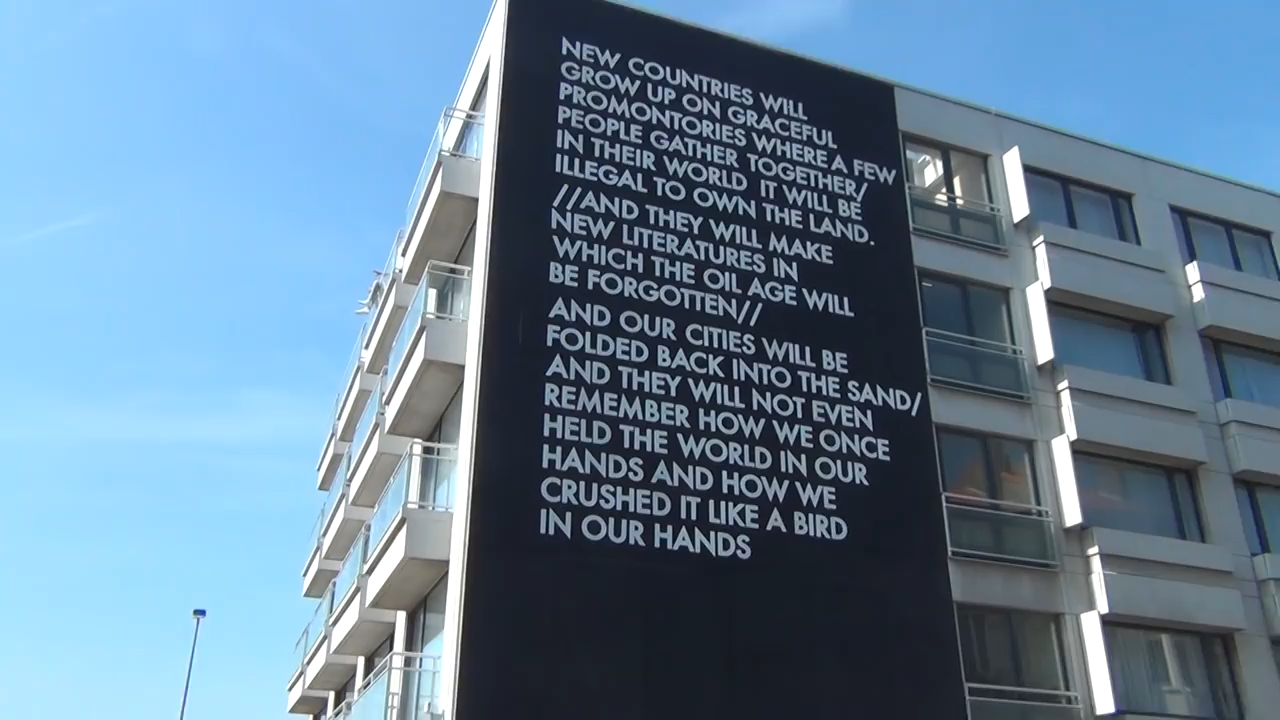 NEW COUNTRIES WILL
GROW UP ON GRACEFUL
PROMONTORIES WHERE A FEW
PEOPLE GATHER TOGETHER/
IN THEIR WORLD IT WILL BE
ILLEGAL TO OWN THE LAND.
//AND THEY WILL MAKE
NEW LITERATURES IN
WHICH THE OIL AGE WILL
BE FORGOTTEN//
AND OUR CITIES WILL BE
FOLDED BACK INTO THE SAND/
AND THEY WILL NOT EVEN
REMEMBER HOW WE ONCE
HELD THE WORLD IN OUR
HANDS AND HOW WE
CRUSHED IT LIKE A BIRD
IN OUR HANDS